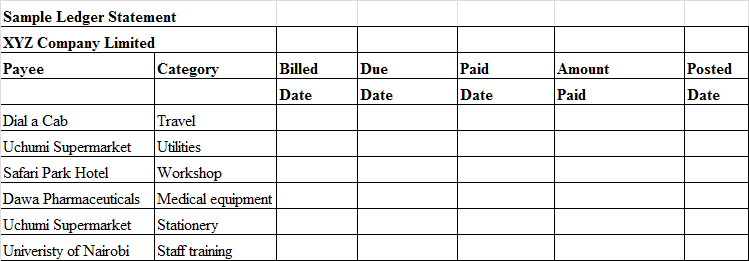 Sample Ledger Statement
XYZ Company Limited
Payee Category Billed Due Paid Amount Posted
Date Date Date Paid Date
Dial a Cab Travel
Uchumi Supermarket Utilities
Safari Park Hotel Workshop
Dawa Pharmaceuticals Medical equipment
Uchumi Supermarket Stationery
Univeristy of Nairobi Staff training